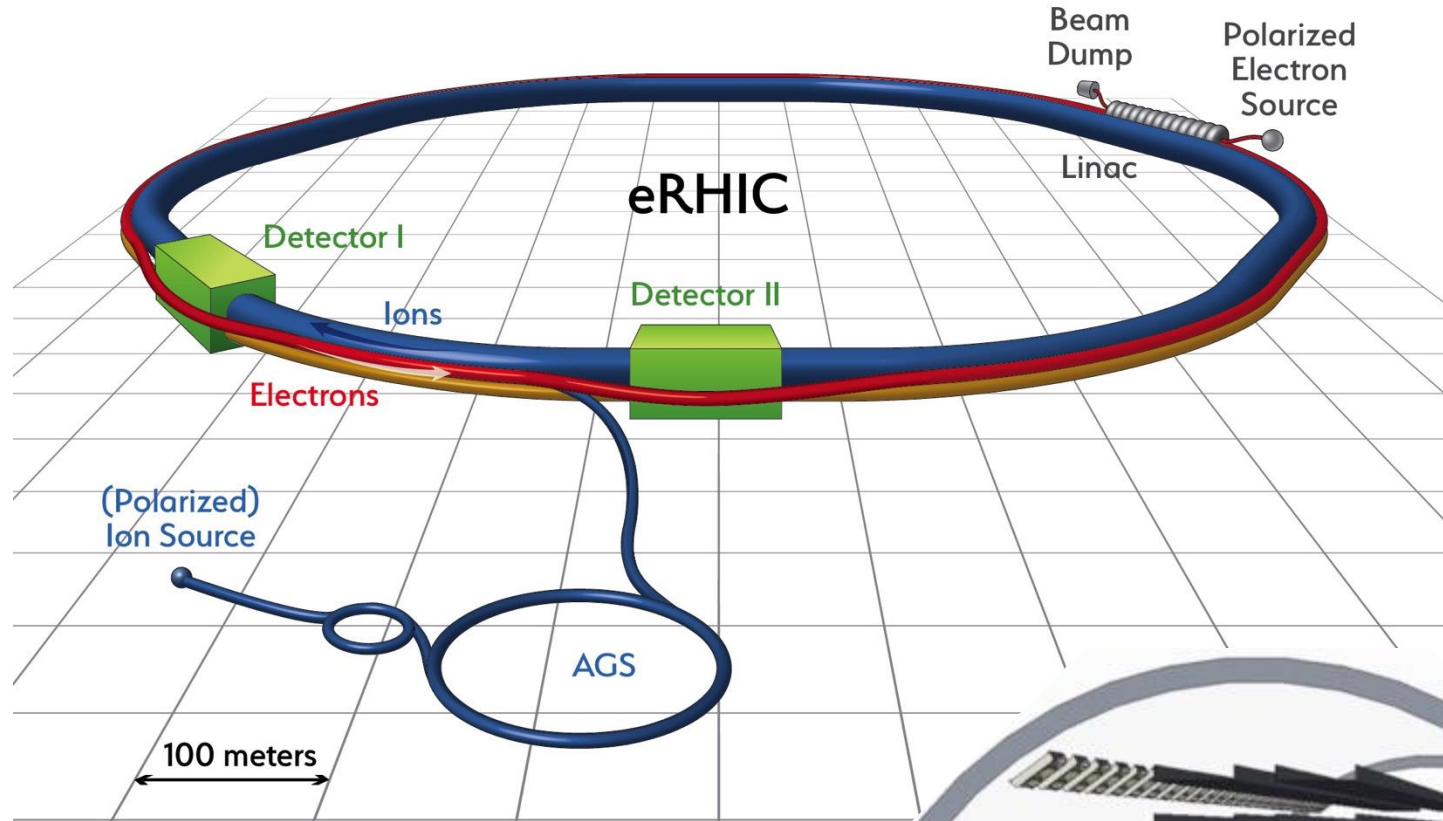 Beam
Dump
Polarized
Electron
Source
Linac
eRHIC
Detector I
Detector II
Ions
Electrons
(Polarized)
Ion Source
AGS
100 meters